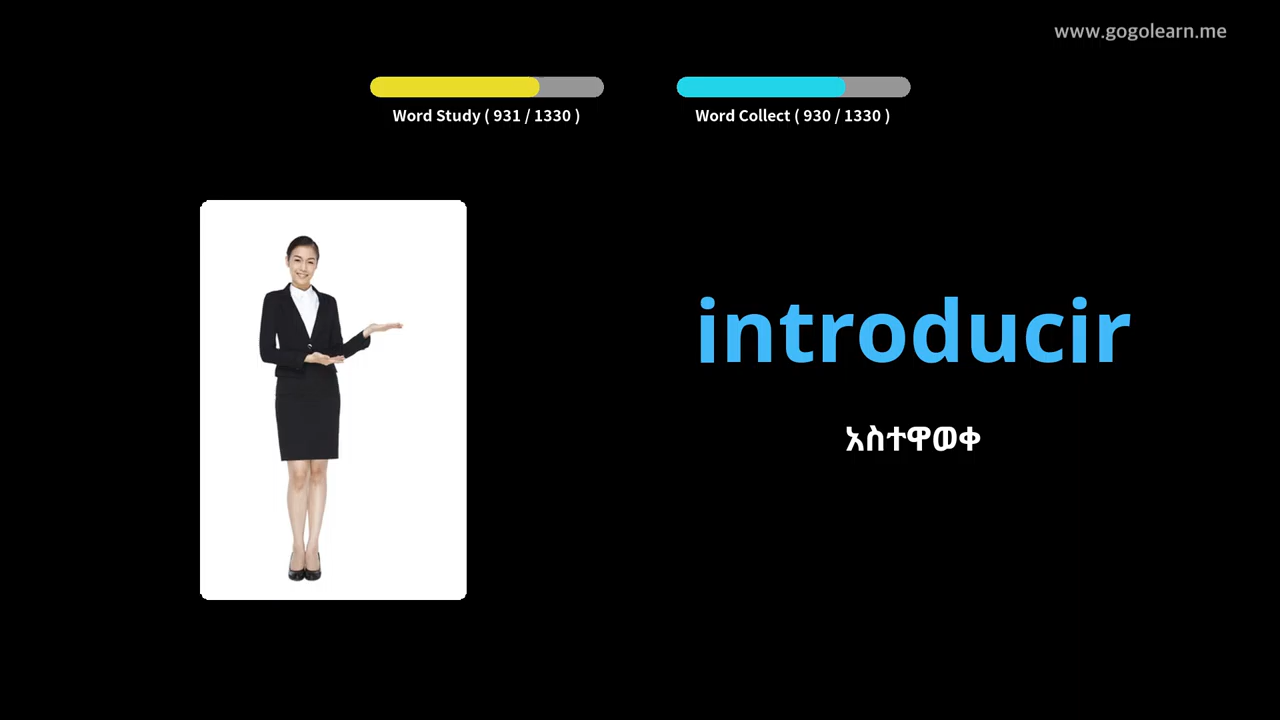 www.gogolearn.me
Word Study ( 931 / 1330 )
Word Collect ( 930 / 1330 )
introducir
አስተዋወቀ